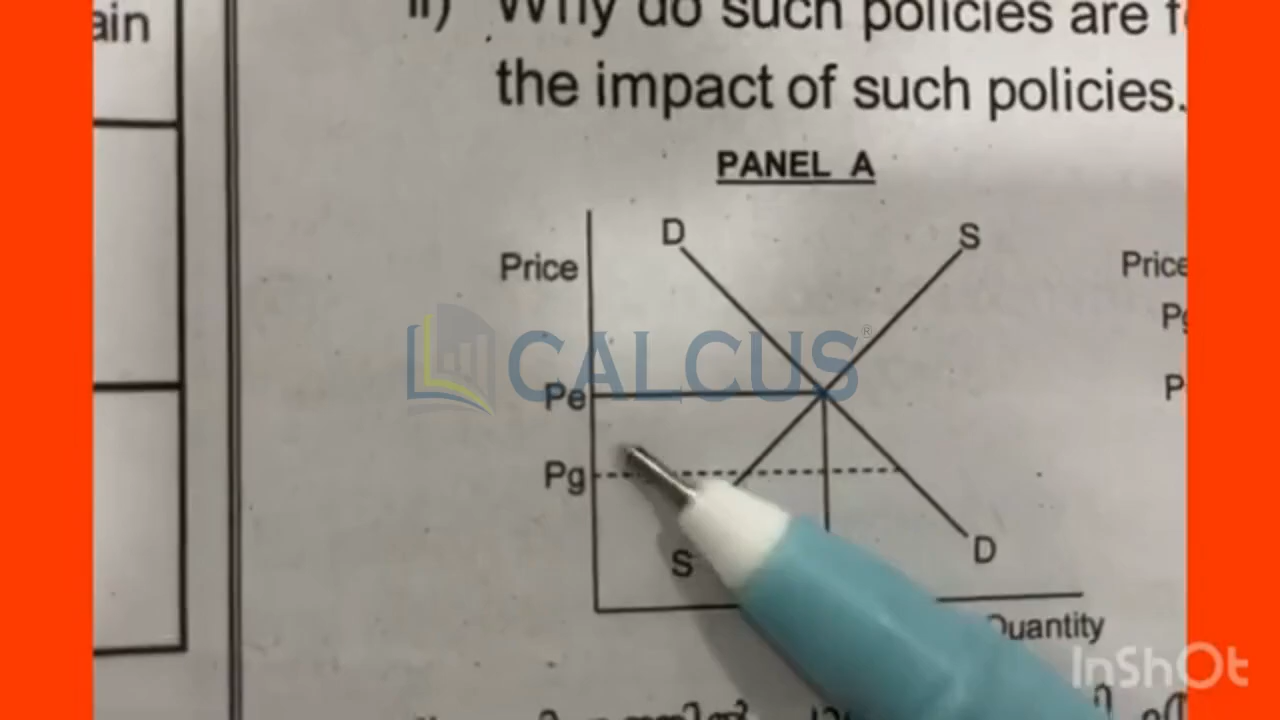 ain
ii) Why do such policies are f
the impact of such policies.
PANEL A
D
S
Price
Price
CALCUS®
Pe
Pg
S
D
Quantity
InShOt